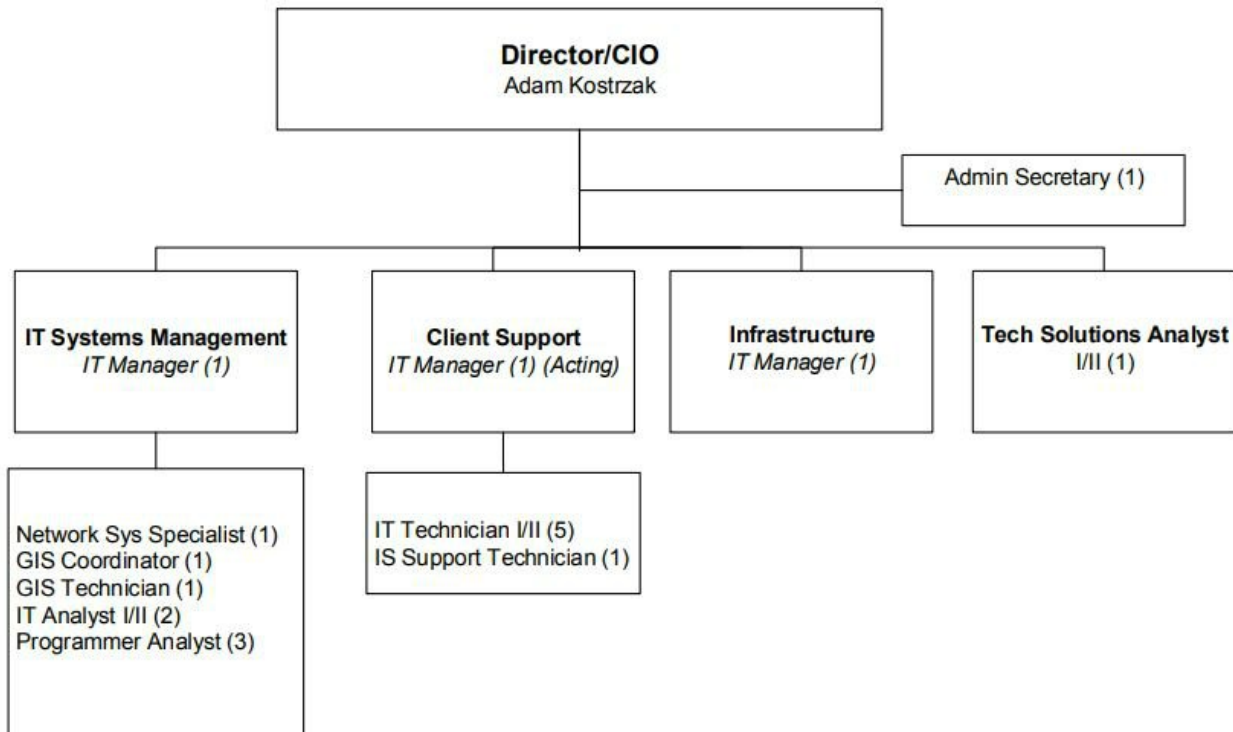 Director/CIO
Adam Kostrzak
Admin Secretary (1)
IT Systems Management
IT Manager (1)
Client Support
IT Manager (1) (Acting)
Infrastructure
IT Manager (1)
Tech Solutions Analyst
I/II (1)
Network Sys Specialist (1)
GIS Coordinator (1)
GIS Technician (1)
IT Analyst I/II (2)
Programmer Analyst (3)
IT Technician I/II (5)
IS Support Technician (1)